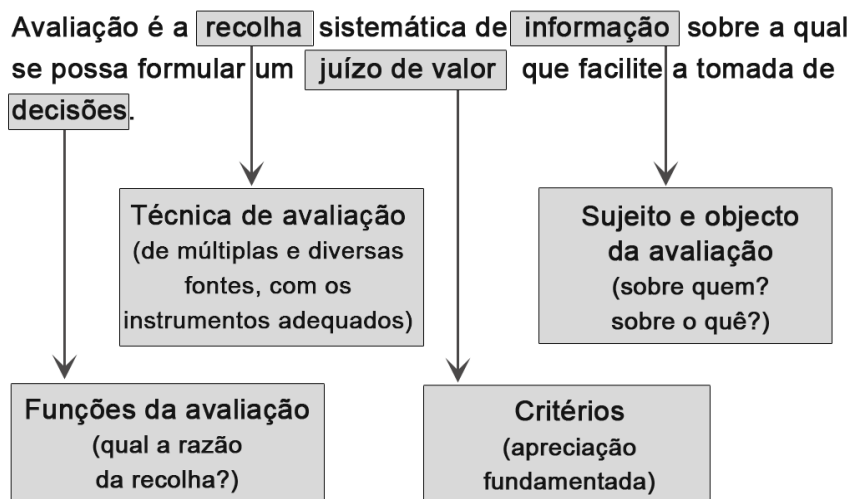 Avaliação é a recolha sistemática de informação sobre a qual
se possa formular um juízo de valor que facilite a tomada de
decisões.
Técnica de avaliação
(de múltiplas e diversas
fontes, com os
instrumentos adequados)
Sujeito e objecto
da avaliação
(sobre quem?
sobre o quê?)
Funções da avaliação
(qual a razão
da recolha?)
Critérios
(apreciação
fundamentada)